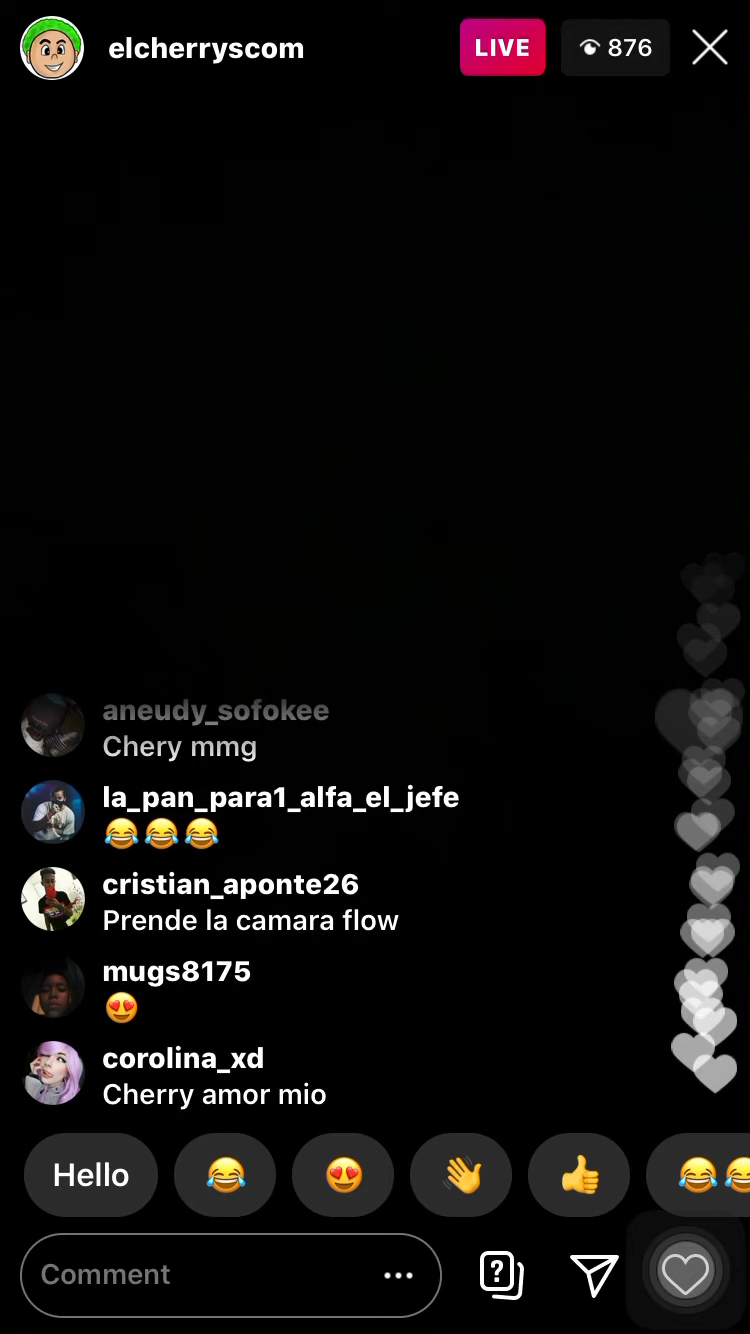 elcherryscom
LIVE
876
aneudy_sofokee
Chery mmg
la_pan_para1_alfa_el_jefe
😂😂😂
cristian_aponte26
Prende la camara flow
mugs8175
😍
corolina_xd
Cherry amor mio
Hello 😂 😍 👋 👍 😂😂
Comment